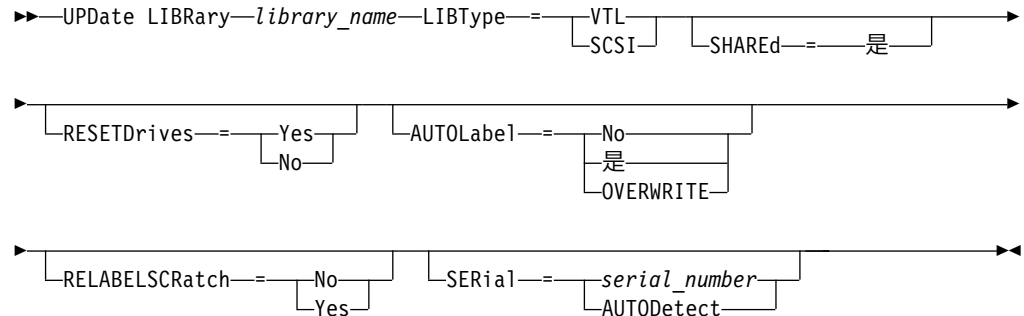 ►►—UPDate LIBRary—library_name—LIBType—=—VTL—SHAREd—=—是—►
SCSI
►—RESETDrives—=—Yes—AUTOLabel—=—No—►
No
是
OVERWRITE
►—RELABELSCRatch—=—No—SERial—=—serial_number—►◄
Yes
AUTODetect